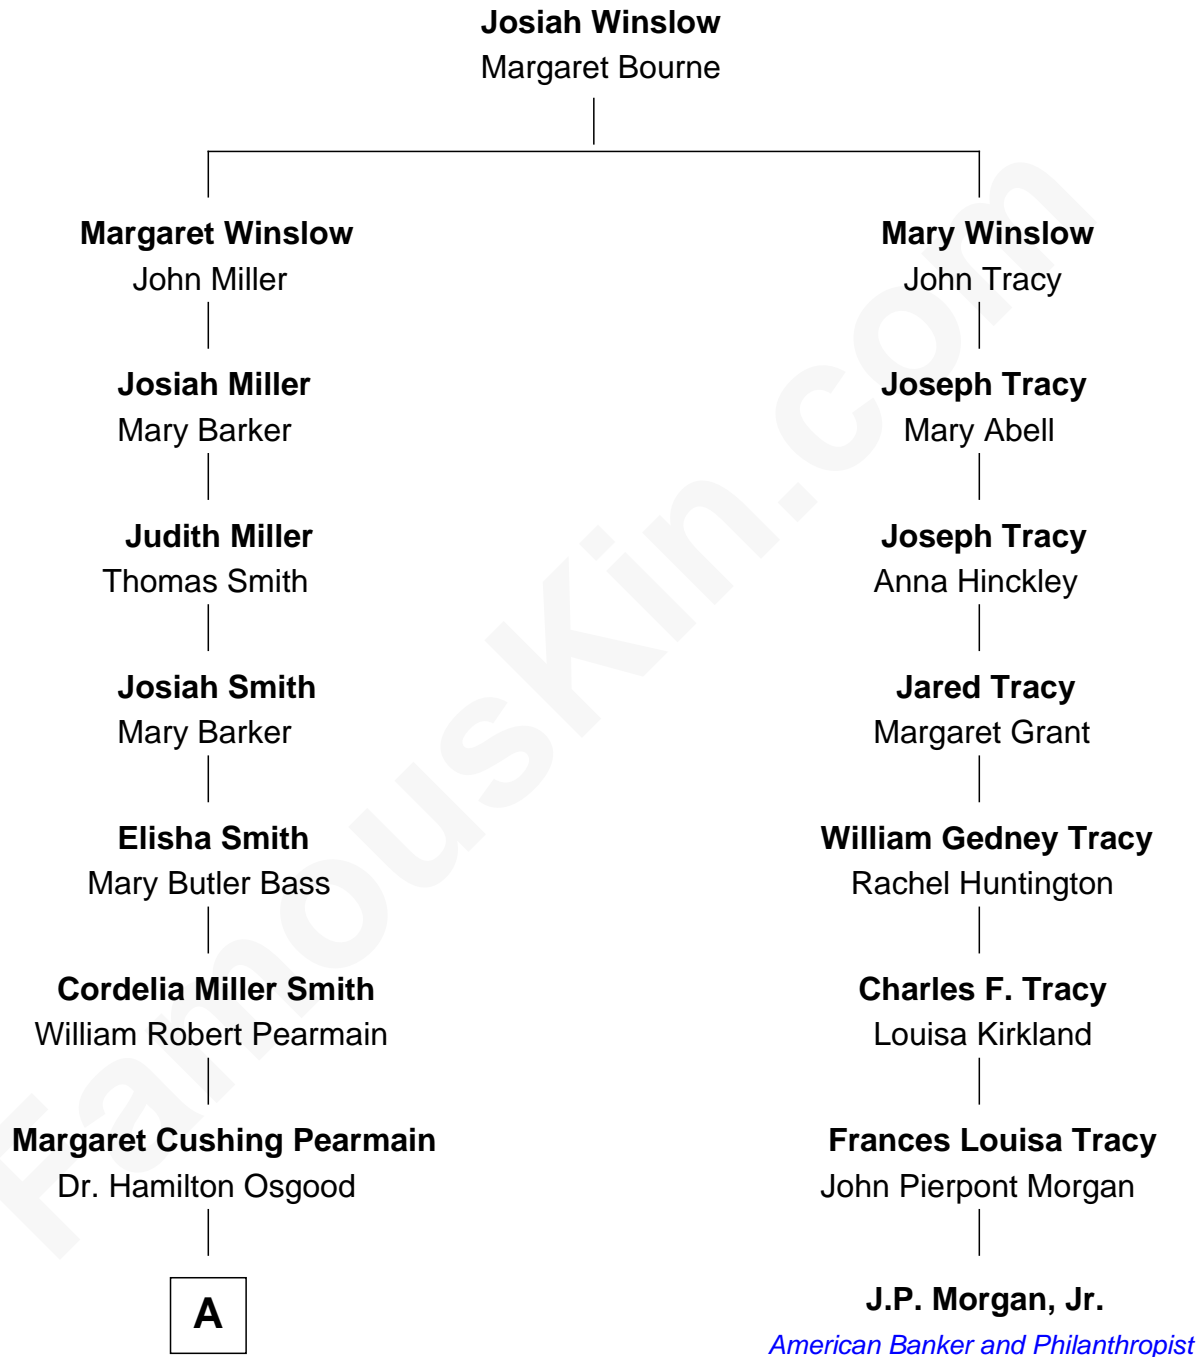 Josiah Winslow
Margaret Bourne
Margaret Winslow
John Miller
Mary Winslow
John Tracy
Josiah Miller
Mary Barker
Joseph Tracy
Mary Abell
Judith Miller
Thomas Smith
Joseph Tracy
Anna Hinckley
Josiah Smith
Mary Barker
Jared Tracy
Margaret Grant
Elisha Smith
Mary Butler Bass
William Gedney Tracy
Rachel Huntington
Cordelia Miller Smith
William Robert Pearmain
Charles F. Tracy
Louisa Kirkland
Margaret Cushing Pearmain
Dr. Hamilton Osgood
Frances Louisa Tracy
John Pierpont Morgan
A
J.P. Morgan, Jr.
American Banker and Philanthropist
FamousKin.com